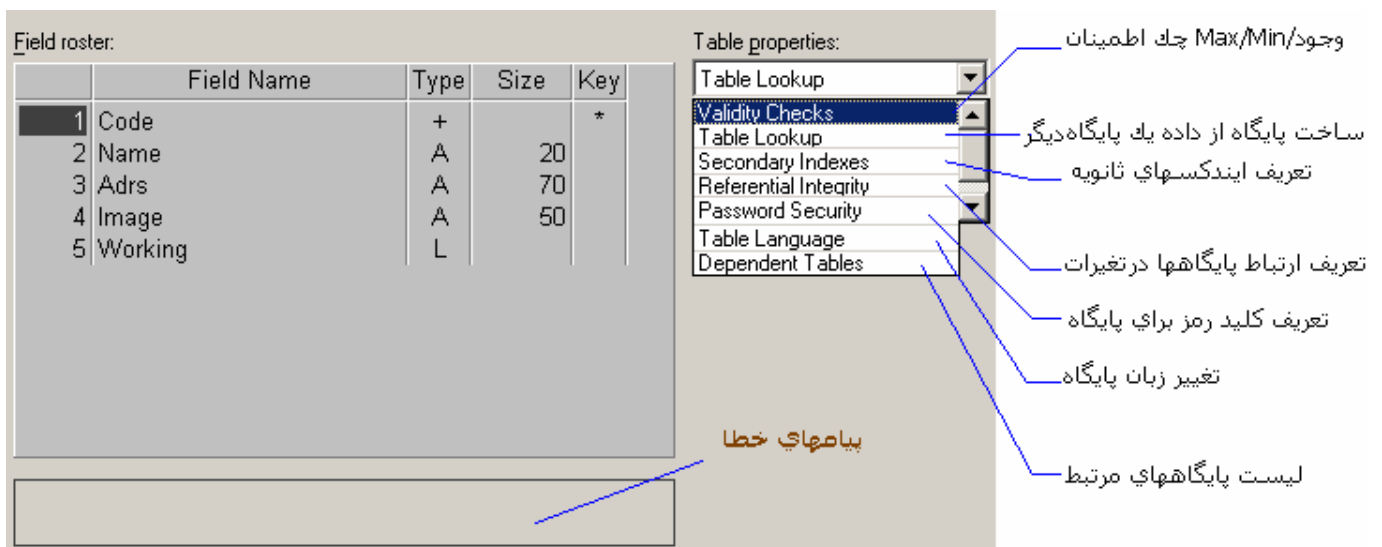 Field roster:
Field Name Type Size Key
1 Code + *
2 Name A 20
3 Adrs A 70
4 Image A 50
5 Working L
Table properties:
Table Lookup
Validity Checks
Table Lookup
Secondary Indexes
Referential Integrity
Password Security
Table Language
Dependent Tables
وجود/Max/Min چك اطمينان
ساخت پايگاه از داده يك پايگاه‌ديگر
تعريف ايندكسهاي ثانويه
تعريف ارتباط پايگاهها درتغيرات
تعريف كليد رمز براي پايگاه
تغيير زبان پايگاه
ليست پايگاههاي مرتبط
پيامهاي خطا